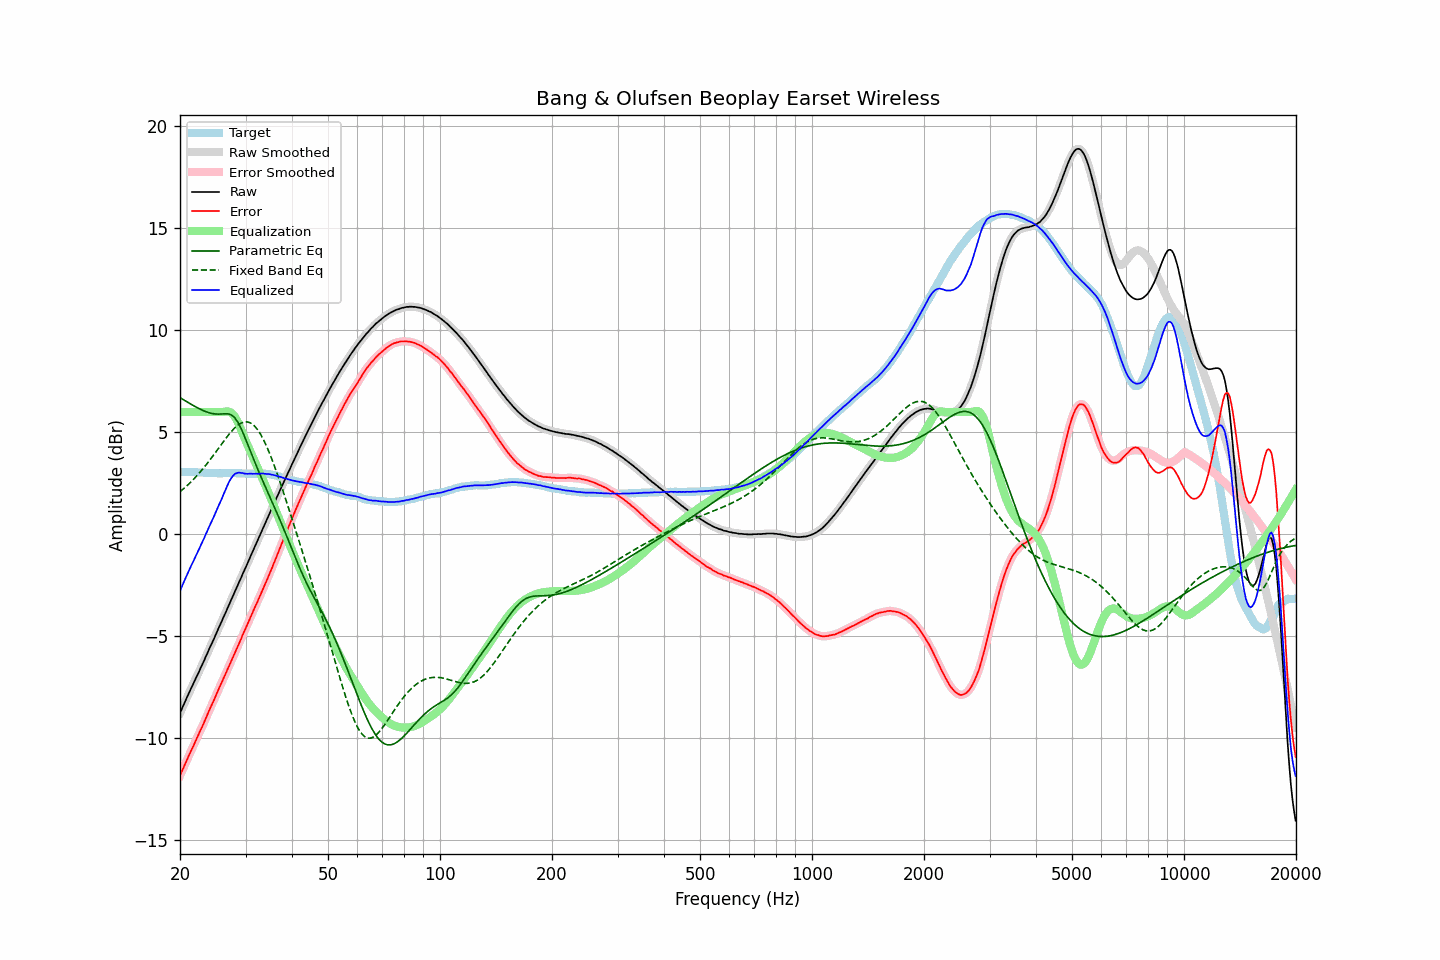 Bang & Olufsen Beoplay Earset Wireless
Target
Raw Smoothed
Error Smoothed
Raw
Error
Equalization
Parametric Eq
Fixed Band Eq
Equalized
Amplitude (dBr)
20
15
10
5
0
−5
−10
−15
20 50 100 200 500 1000 2000 5000 10000 20000
Frequency (Hz)